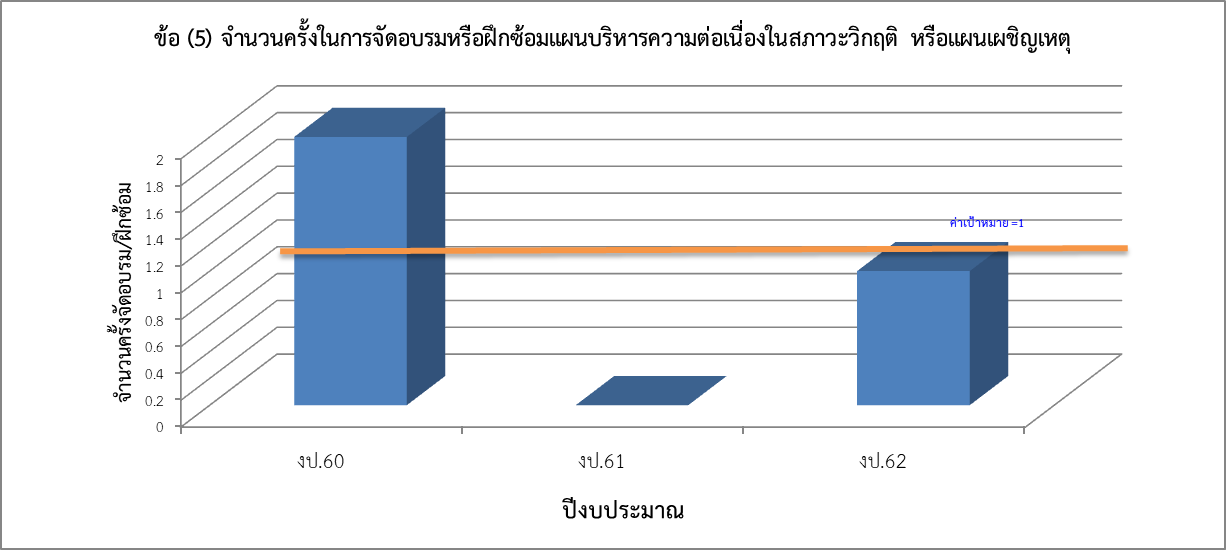 ข้อ (5) จำนวนครั้งในการจัดอบรมหรือฝึกซ้อมแผนบริหารความต่อเนื่องในสภาวะวิกฤติ หรือแผนเผชิญเหตุ
จำนวนครั้งจัดอบรม/ฝึกซ้อม
2
1.8
1.6
1.4
1.2
1
0.8
0.6
0.4
0.2
0
ค่าเป้าหมาย =1
งป.60
งป.61
งป.62
ปีงบประมาณ